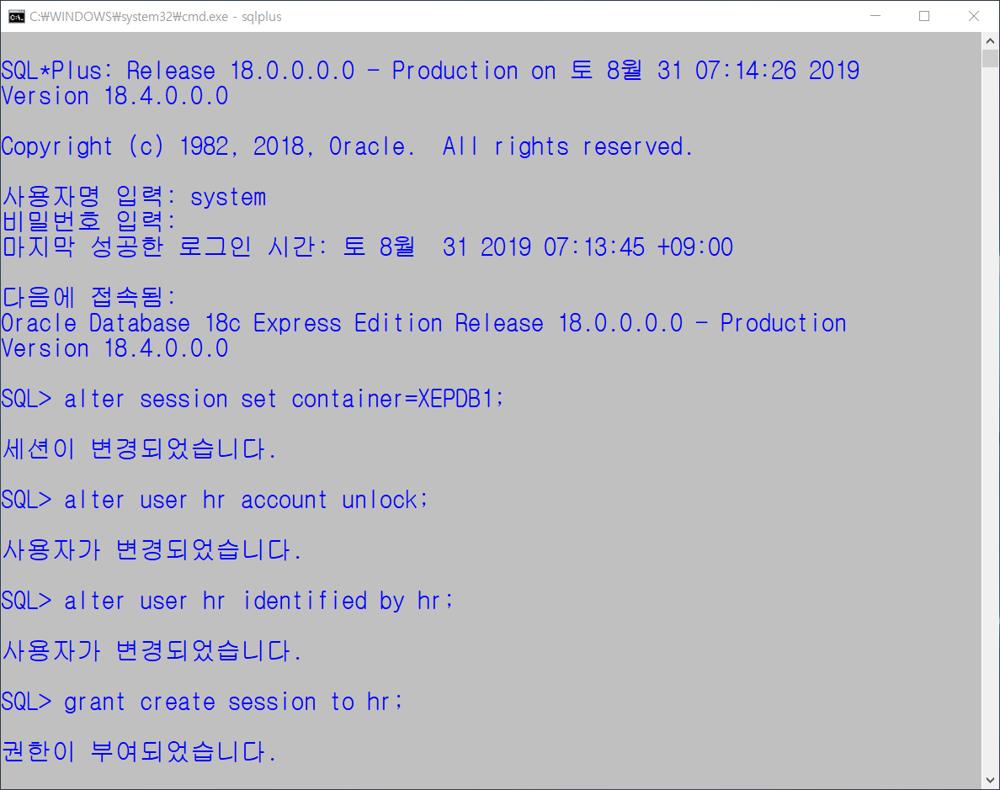 C:₩WINDOWS₩system32₩cmd.exe - sqlplus
SQL*Plus: Release 18.0.0.0.0 - Production on 토 8월 31 07:14:26 2019
Version 18.4.0.0.0
Copyright (c) 1982, 2018, Oracle.  All rights reserved.
사용자명 입력: system
비밀번호 입력:
마지막 성공한 로그인 시간: 토 8월  31 2019 07:13:45 +09:00
다음에 접속됨:
Oracle Database 18c Express Edition Release 18.0.0.0.0 - Production
Version 18.4.0.0.0
SQL> alter session set container=XEPDB1;
세션이 변경되었습니다.
SQL> alter user hr account unlock;
사용자가 변경되었습니다.
SQL> alter user hr identified by hr;
사용자가 변경되었습니다.
SQL> grant create session to hr;
권한이 부여되었습니다.